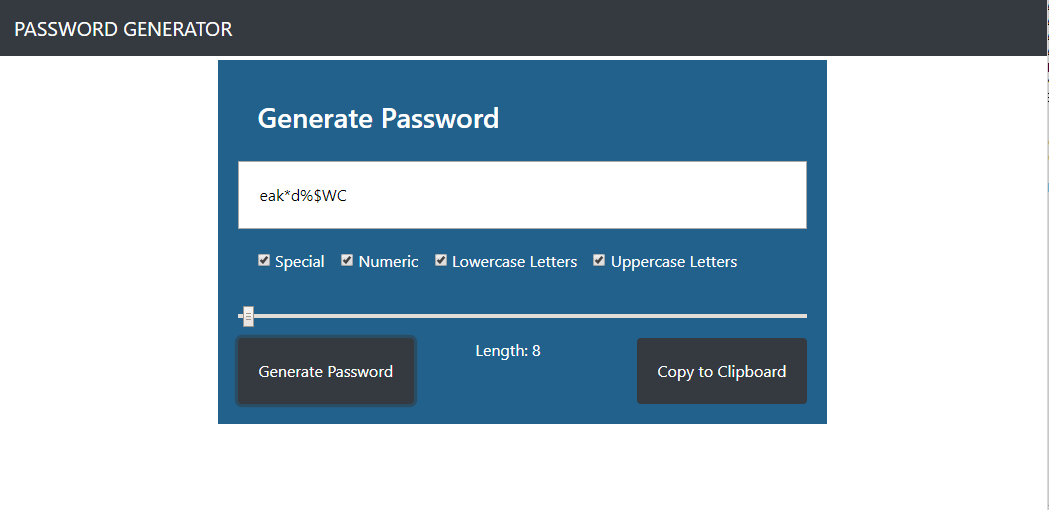 PASSWORD GENERATOR
Generate Password
eak*d%$WC
Special Numeric Lowercase Letters Uppercase Letters
Length: 8
Generate Password
Copy to Clipboard